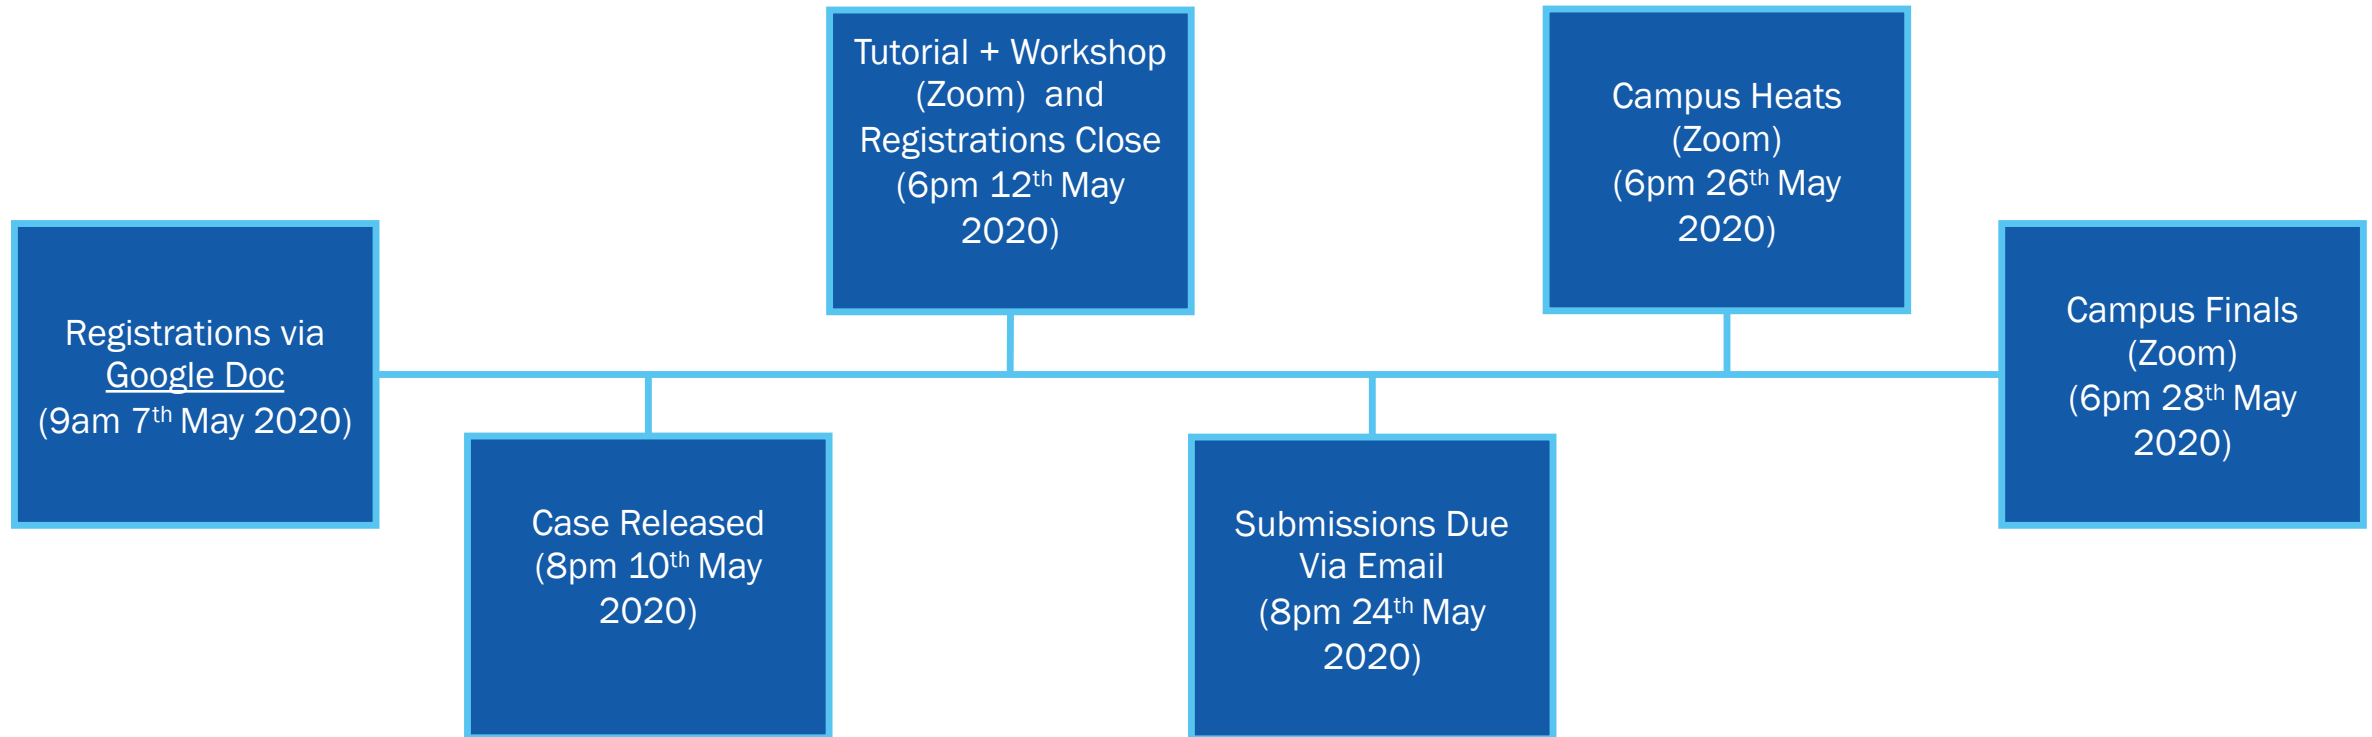 Registrations via
Google Doc
(9am 7th May 2020)
Case Released
(8pm 10th May
2020)
Tutorial + Workshop
(Zoom) and
Registrations Close
(6pm 12th May
2020)
Submissions Due
Via Email
(8pm 24th May
2020)
Campus Heats
(Zoom)
(6pm 26th May
2020)
Campus Finals
(Zoom)
(6pm 28th May
2020)